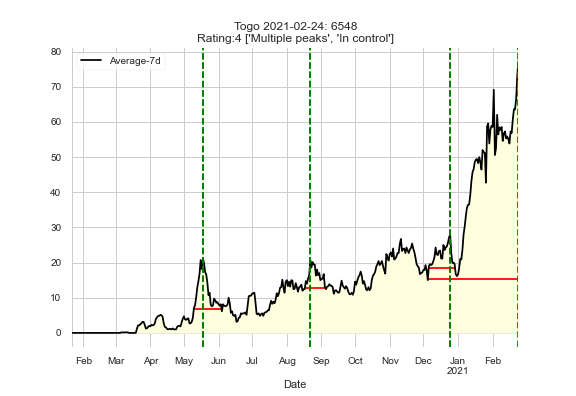 Togo 2021-02-24: 6548
Rating:4 ['Multiple peaks', 'In control']
Average-7d
80
70
60
50
40
30
20
10
0
Feb Mar Apr May Jun Jul Aug Sep Oct Nov Dec Jan Feb
2021
Date